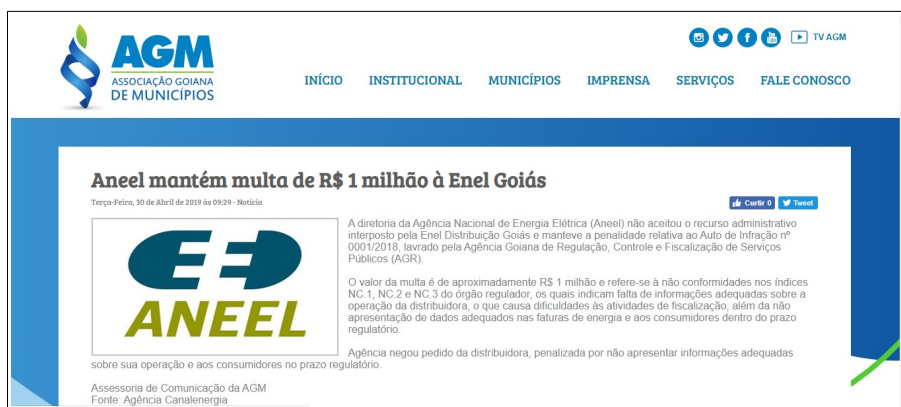 AGM
ASSOCIAÇÃO GOIANA
DE MUNICÍPIOS
TV AGM
INÍCIO INSTITUCIONAL MUNICÍPIOS IMPRENSA SERVIÇOS FALE CONOSCO
Aneel mantém multa de R$ 1 milhão à Enel Goiás
Terça-Feira, 30 de Abril de 2019 às 09:29 - Notícia
Curtir 0 Tweet
ANEEL
A diretoria da Agência Nacional de Energia Elétrica (Aneel) não aceitou o recurso administrativo
interposto pela Enel Distribuição Goiás e manteve a penalidade relativa ao Auto de Infração nº
0001/2018, lavrado pela Agência Goiana de Regulação, Controle e Fiscalização de Serviços
Públicos (AGR).
O valor da multa é de aproximadamente R$ 1 milhão e refere-se à não conformidades nos índices
NC.1, NC.2 e NC.3 do órgão regulador, os quais indicam falta de informações adequadas sobre a
operação da distribuidora, o que causa dificuldades às atividades de fiscalização, além da não
apresentação de dados adequados nas faturas de energia e aos consumidores dentro do prazo
regulatório.
Agência negou pedido da distribuidora, penalizada por não apresentar informações adequadas
sobre sua operação e aos consumidores no prazo regulatório.
Assessoria de Comunicação da AGM
Fonte: Agência Canalenergia